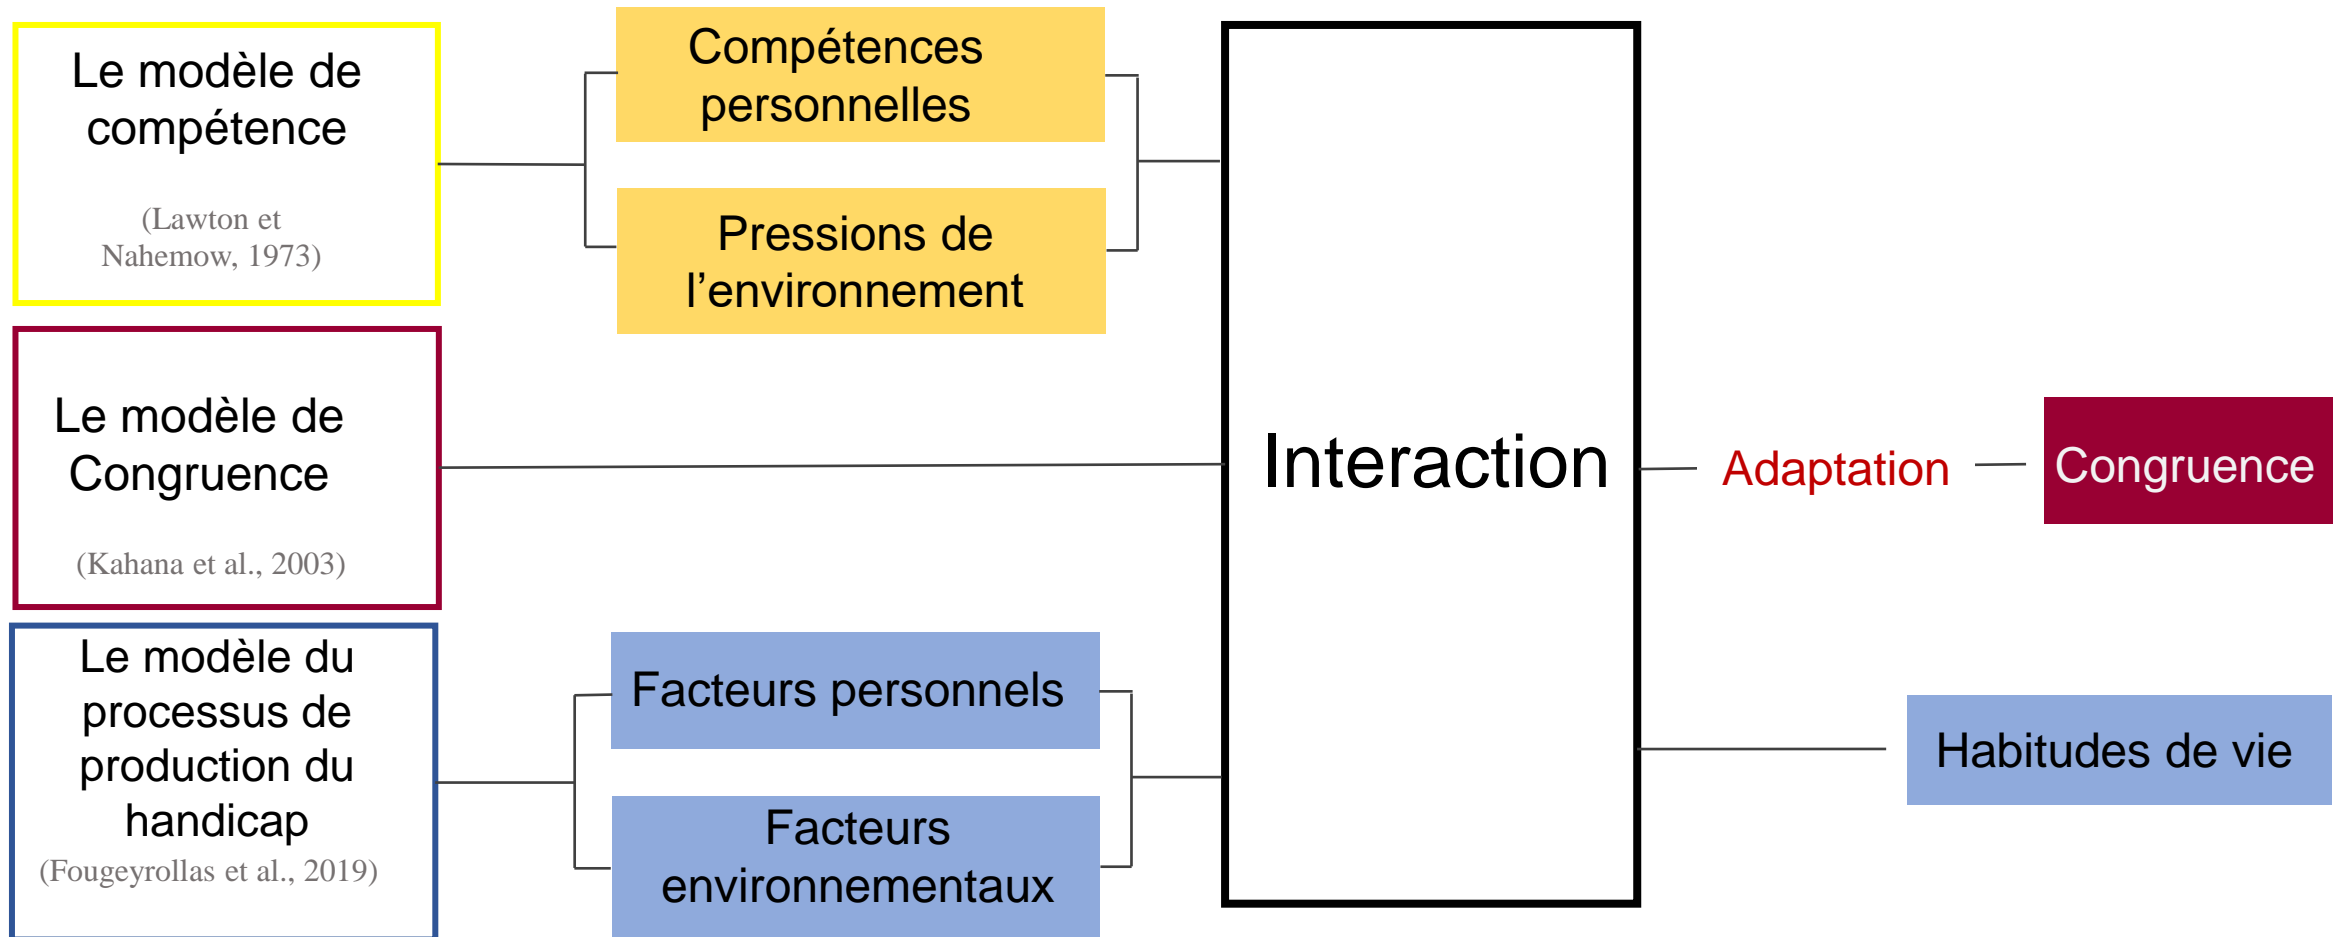 Le modèle de
compétence
(Lawton et
Nahemow, 1973)
Compétences
personnelles
Pressions de
l’environnement
Le modèle de
Congruence
(Kahana et al., 2003)
Le modèle du
processus de
production du
handicap
(Fougeyrollas et al., 2019)
Facteurs personnels
Facteurs
environnementaux
Interaction
Adaptation
Congruence
Habitudes de vie